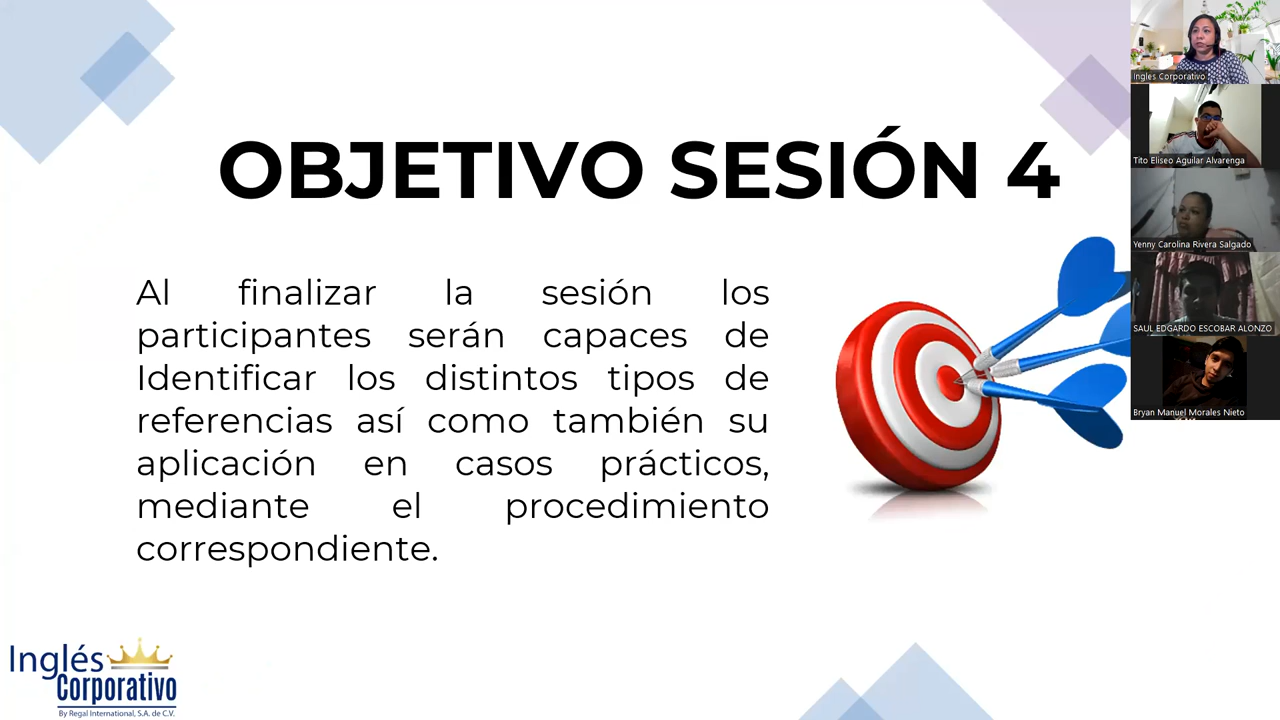 OBJETIVO SESIÓN 4
Al finalizar la sesión los
participantes serán capaces de
Identificar los distintos tipos de
referencias así como también su
aplicación en casos prácticos,
mediante el procedimiento
correspondiente.
Inglés
Corporativo
By Regal International, S.A. de C.V.
Ingles Corporativo
Tito Eliseo Aguilar Alvarenga
Yenny Carolina Rivera Salgado
SAUL EDGARDO ESCOBAR ALONZO
Bryan Manuel Morales Nieto